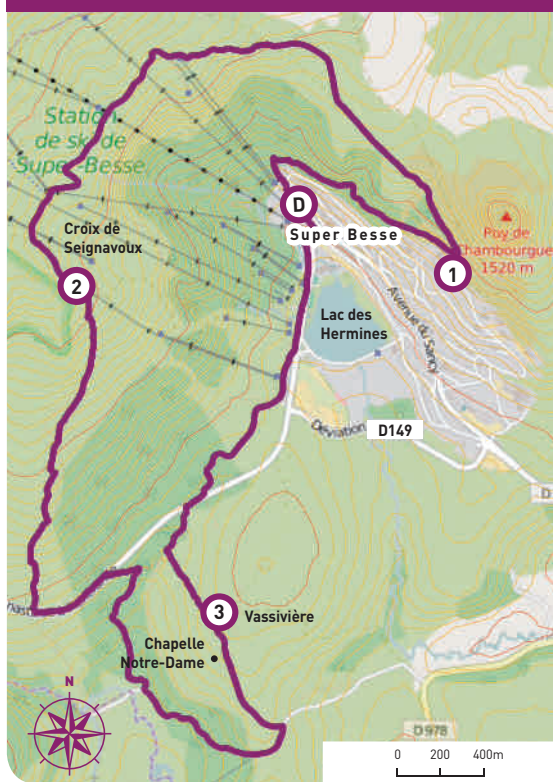 Station
de ski de
Super-Besse
D
Super Besse
Croix de
Seignavoux
Puy de
Chambourguet
1520 m
1
2
Lac des
Hermines
Avenue du Sancy
Déviation
D149
D
3
Vassivière
Chapelle
Notre-Dame
N
D978
0 200 400m